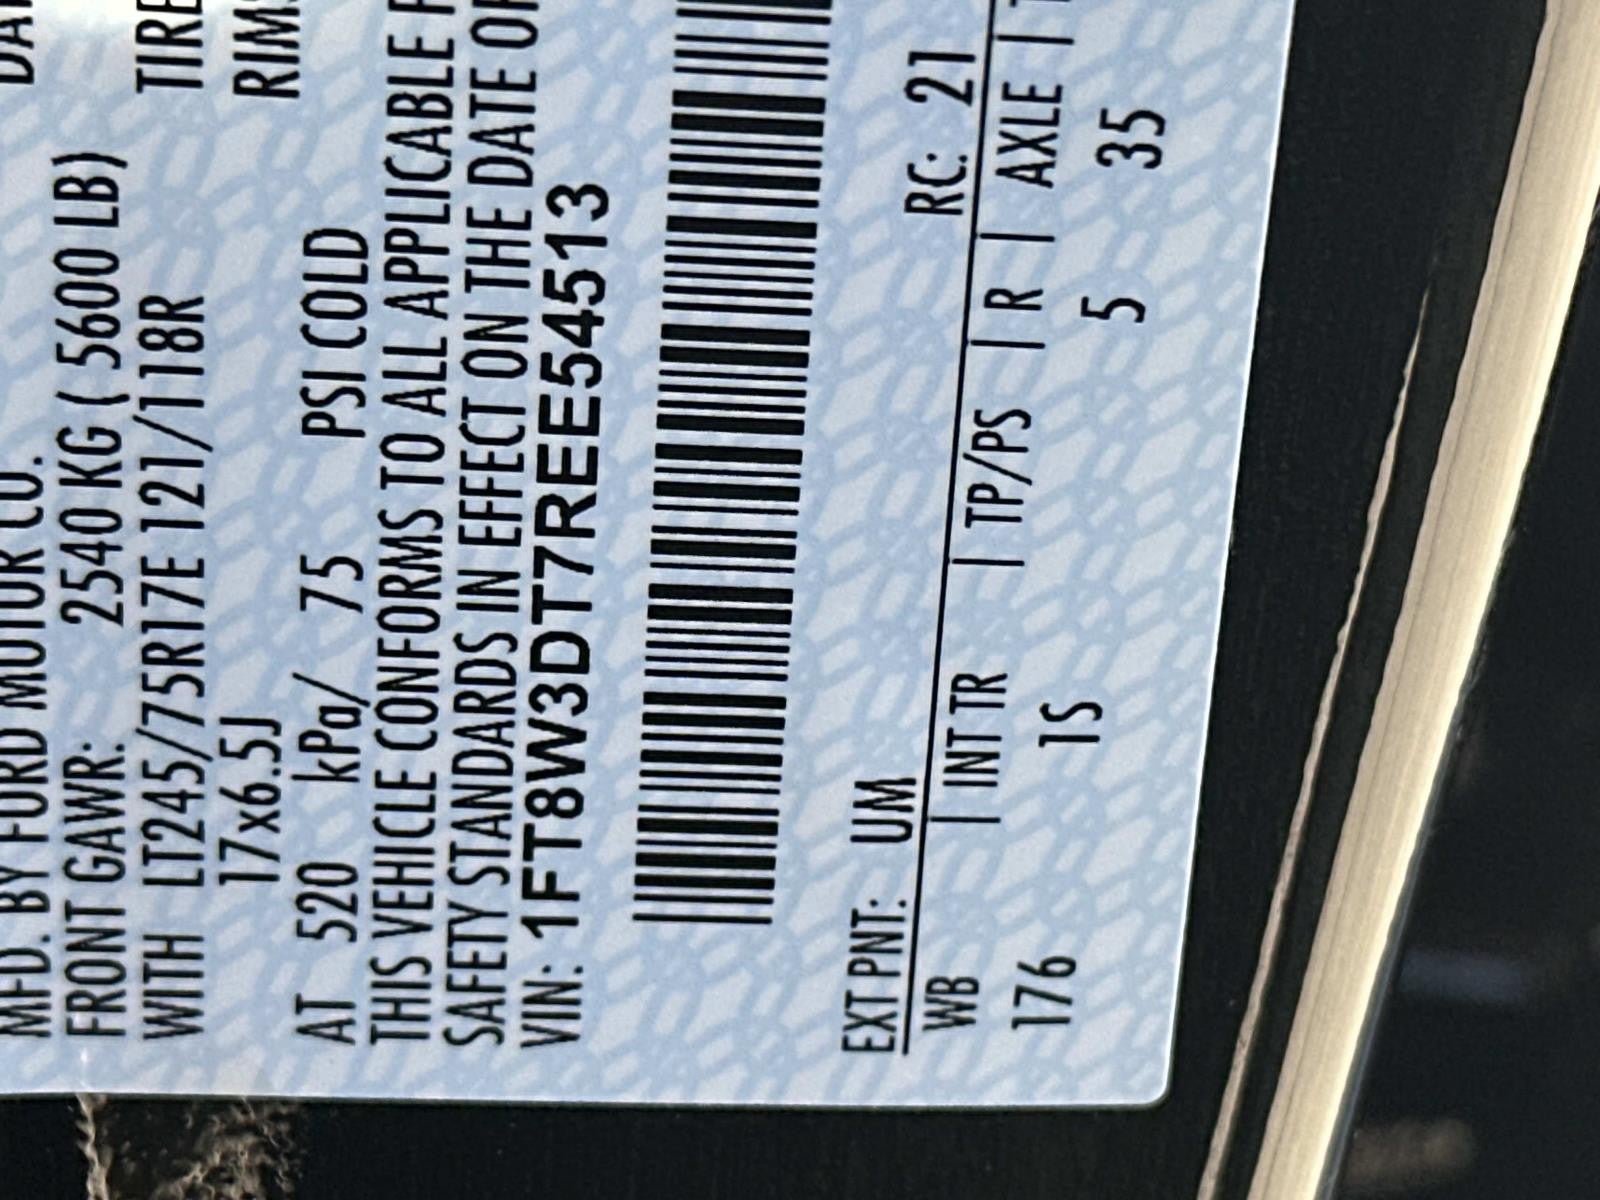 MFD. BY FORD MOTOR CO.
FRONT GAWR: 2540 KG ( 5600 LB)
WITH LT245/75R17E 121/118R TIRE
17x6.5J RIMS
AT 520 kPa/ 75 PSI COLD
THIS VEHICLE CONFORMS TO ALL APPLICABLE
SAFETY STANDARDS IN EFFECT ON THE DATE OF
VIN: 1FT8W3DT7REE54513
EXT PNT: UM RC: 21
WB | INT TR | TP/PS | R | AXLE |
176 1S 5 35